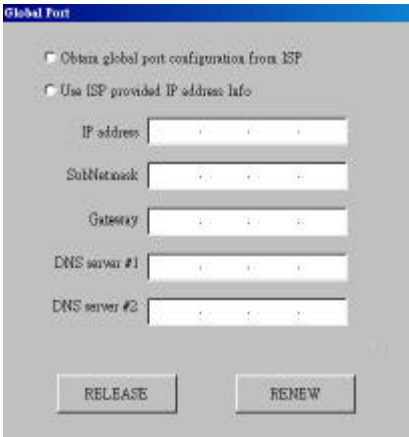 Global Port
Obtain global port configuration from ISP
Use ISP provided IP address Info
IP address
SubNetmask
Gateway
DNS server #1
DNS server #2
RELEASE
RENEW